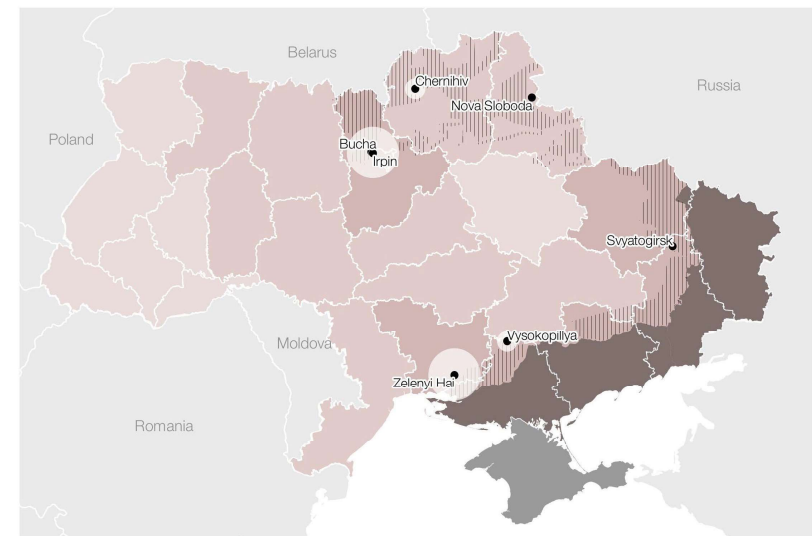 Belarus
Chernihiv
Russia
Nova Sloboda
Poland
Bucha
Irpin
Svyatogirsk
Vysokopillya
Moldova
Zelenyi Hai
Romania